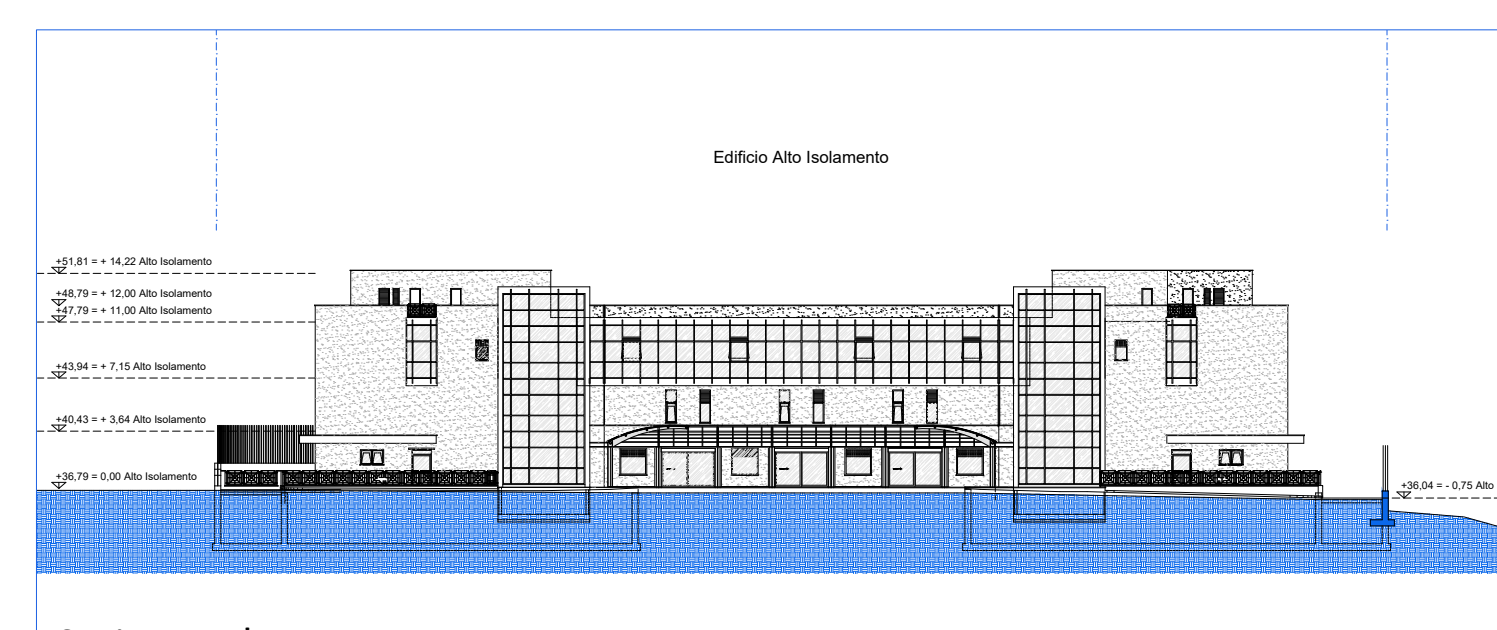 Edificio Alto Isolamento
+51,81 = + 14,22 Alto Isolamento
+48,79 = + 12,00 Alto Isolamento
+47,79 = + 11,00 Alto Isolamento
+43,94 = + 7,15 Alto Isolamento
+40,43 = + 3,64 Alto Isolamento
+36,79 = 0,00 Alto Isolamento
+36,04 = - 0,75 Alto